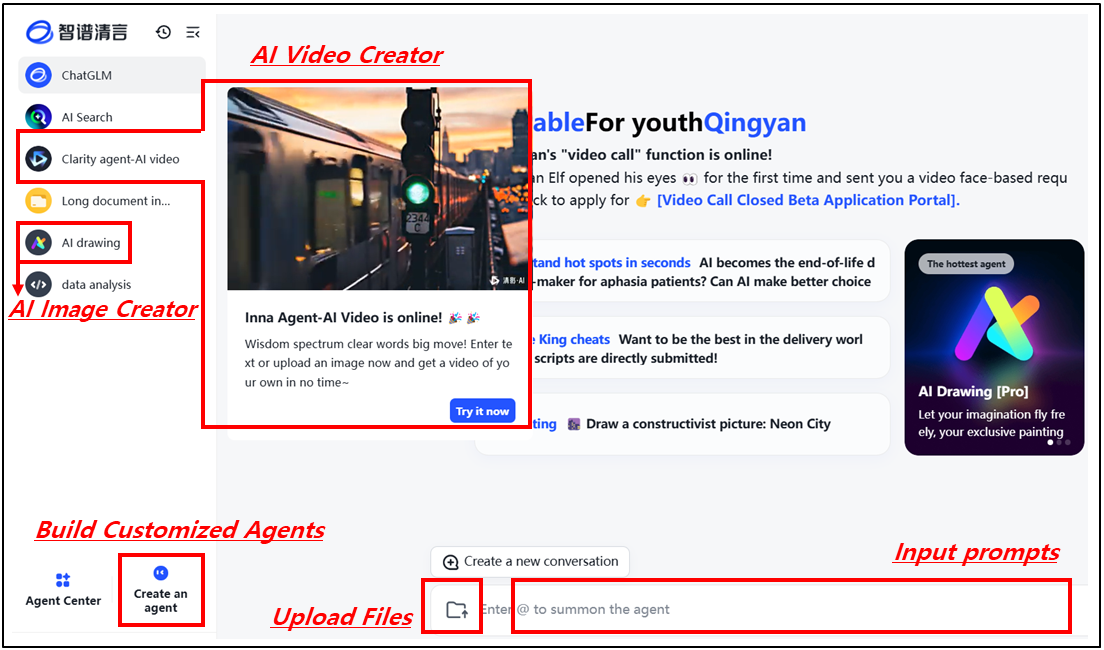 智谱清言
ChatGLM
AI Search
Clarity agent-AI video
Long document in...
AI drawing
data analysis
AI Image Creator
Build Customized Agents
Agent Center
Create an
agent
AI Video Creator
2344
C
清影·AI
Inna Agent-AI Video is online!
Wisdom spectrum clear words big move! Enter te
xt or upload an image now and get a video of yo
ur own in no time~
Try it now
ableFor youthQingyan
an's "video call" function is online!
an Elf opened his eyes 👀 for the first time and sent you a video face-based requ
ck to apply for 👉 [Video Call Closed Beta Application Portal].
tand hot spots in seconds AI becomes the end-of-life d
-maker for aphasia patients? Can AI make better choice
e King cheats Want to be the best in the delivery worl
scripts are directly submitted!
ting Draw a constructivist picture: Neon City
The hottest agent
AI Drawing [Pro]
Let your imagination fly fre
ely, your exclusive painting
Create a new conversation
Input prompts
Upload Files
Enter @ to summon the agent